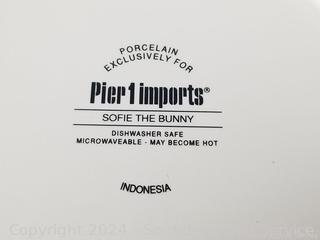 PORCELAIN
EXCLUSIVELY FOR
Pier 1 imports®
SOFIE THE BUNNY
DISHWASHER SAFE
MICROWAVEABLE - MAY BECOME HOT
INDONESIA